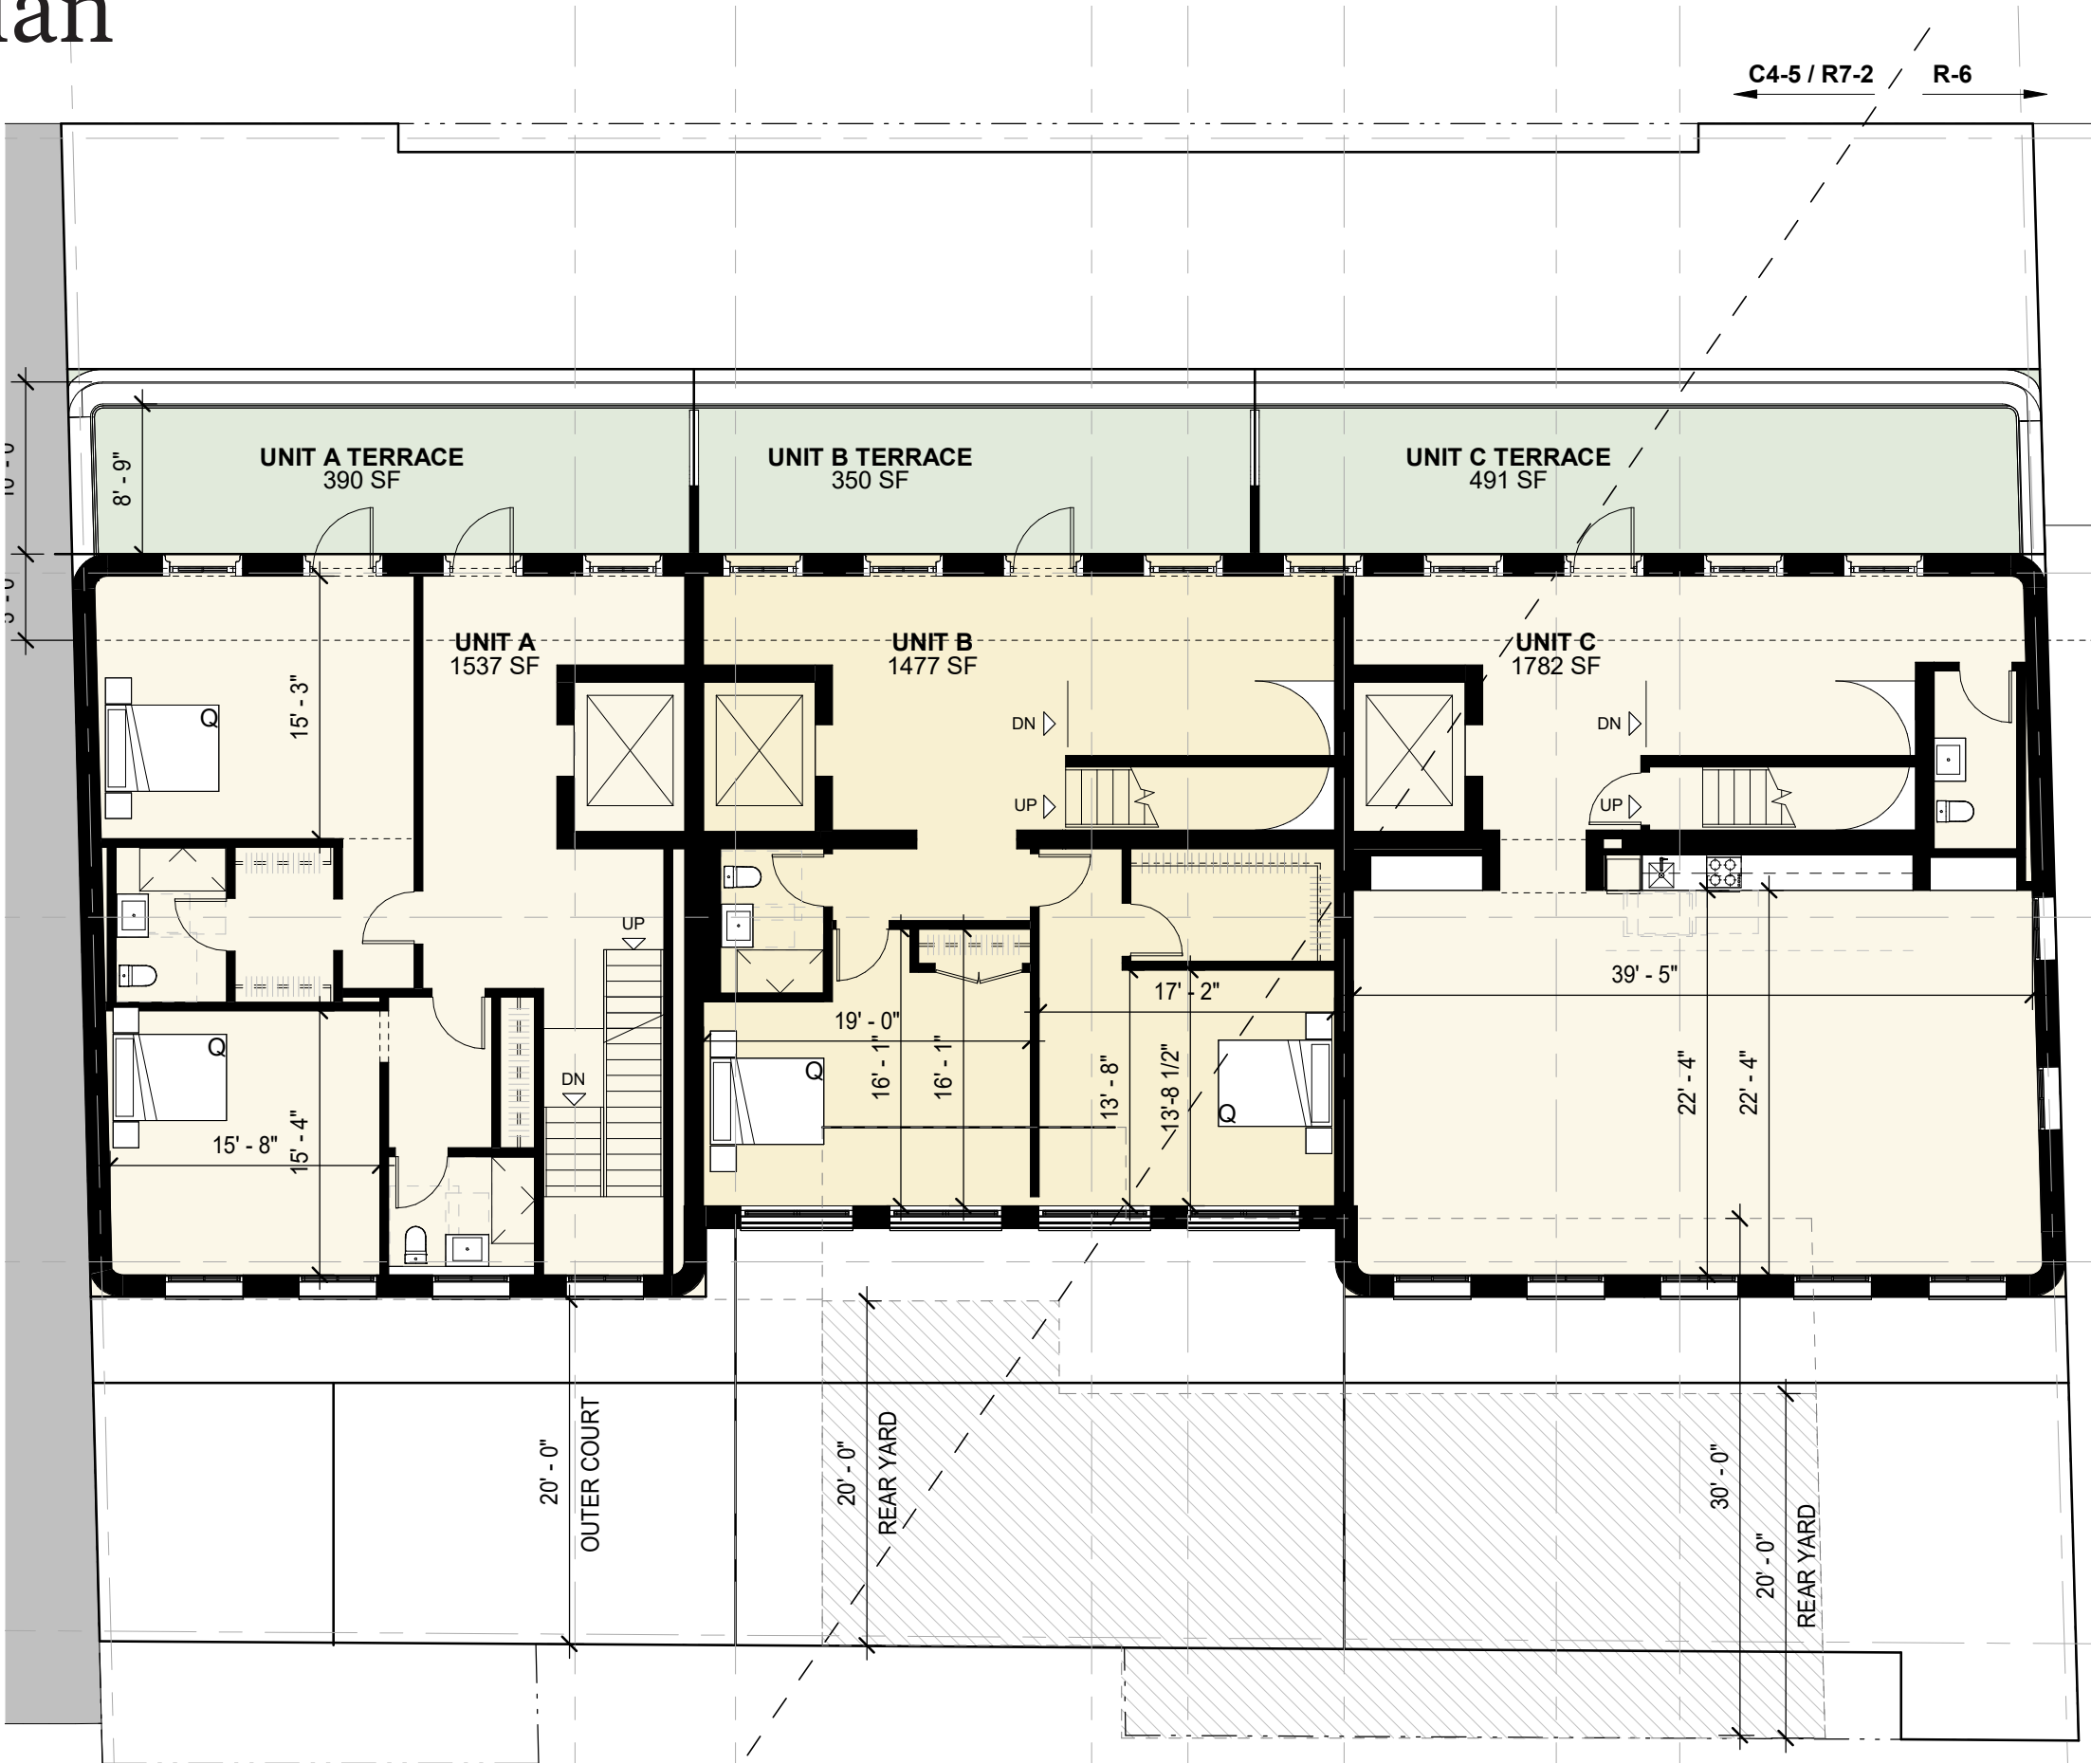 C4-5 / R7-2
R-6
UNIT A TERRACE
390 SF
UNIT B TERRACE
350 SF
UNIT C TERRACE
491 SF
8' - 9"
UNIT A
1537 SF
UNIT B
1477 SF
UNIT C
1782 SF
15' - 3"
Q
DN
UP
DN
UP
UP
DN
Q
15' - 8"
15' - 4"
19' - 0"
16' - 1"
16' - 1"
Q
17' - 2"
13' - 8"
13'-8 1/2"
Q
39' - 5"
22' - 4"
22' - 4"
20' - 0"
OUTER COURT
20' - 0"
REAR YARD
30' - 0"
20' - 0"
REAR YARD